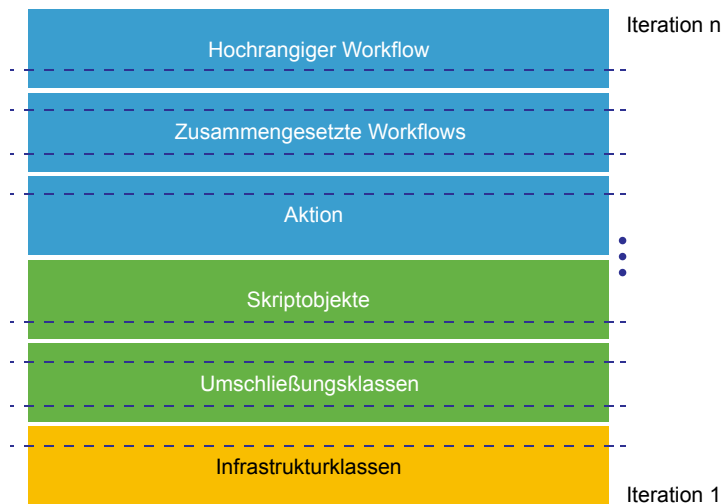 Iteration n
Hochrangiger Workflow
Zusammengesetzte Workflows
Aktion
Skriptobjekte
Umschließungsklassen
Infrastrukturklassen
Iteration 1